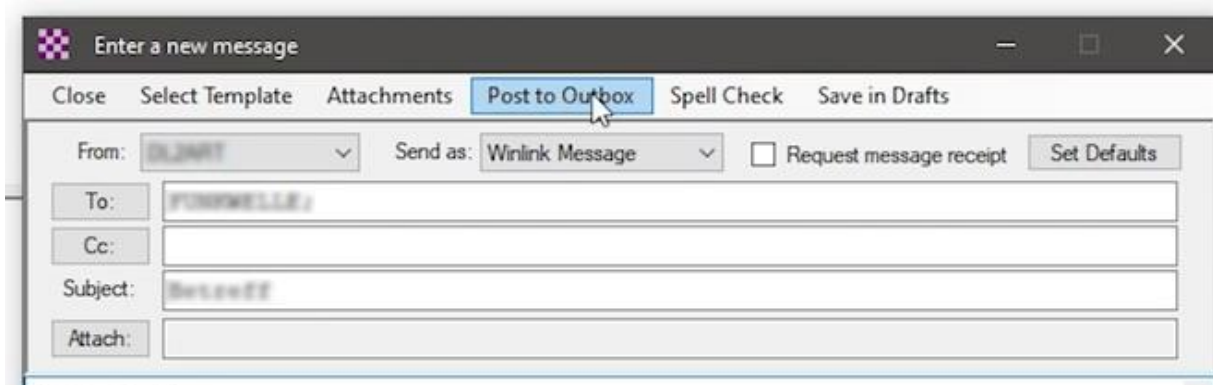 Enter a new message
Close Select Template Attachments Post to Outbox Spell Check Save in Drafts
From: Send as: Winlink Message Request message receipt Set Defaults
To:
Cc:
Subject: Betreff
Attach: